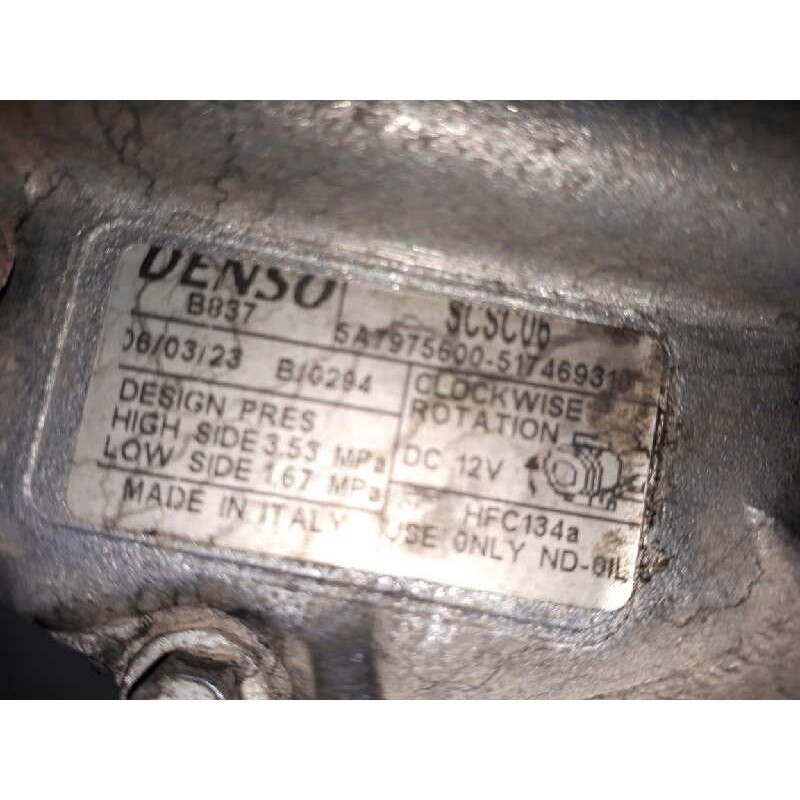 DENSO
SCSC06
B837
5A7975600-517469310
06/03/23 B/0294
CLOCKWISE
ROTATION
DESIGN PRES
HIGH SIDE 3.53 MPa
LOW SIDE 1.67 MPa
DC 12V
HFC134a
MADE IN ITALY USE ONLY ND-OIL